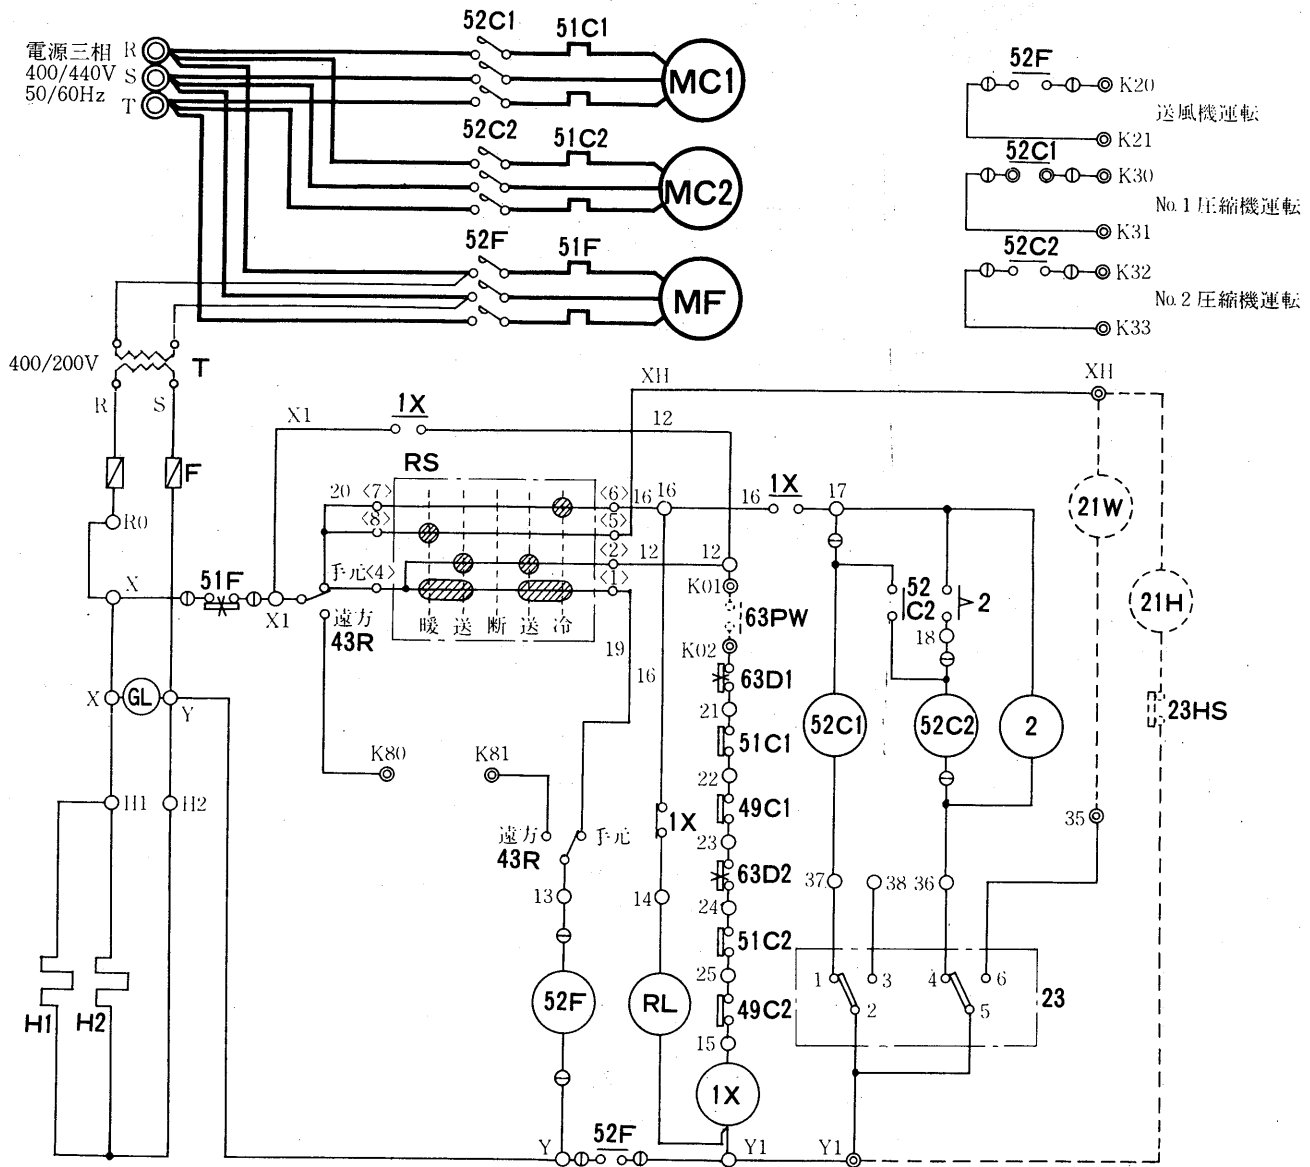 52C1
51C1
電源三相 R
400/440V S
50/60Hz
T
MC1
52C2
51C2
MC2
52F
51F
MF
52F
K20
送風機運転
K21
52C1
K30
No.1 圧縮機運転
K31
52C2
K32
No.2 圧縮機運転
K33
400/200V
T
R
S
F
R0
XH
XH
X1
1X
12
RS
20
<7>
<6>
16
16
16
1X
17
<8>
<5>
<2>
12
12
手元
<4>
<1>
X
51F
X1
遠方
43R
暖 送 断 送 冷
19
16
K01
63PW
K02
63D1
21
51C1
22
49C1
23
63D2
24
51C2
25
49C2
15
1X
52
C2
2
18
52C1
52C2
2
21W
21H
23HS
35
X
GL
Y
K80
K81
H1
H2
遠方
43R
手元
1X
13
14
37
38
36
52F
RL
1
3
2
4
6
5
23
H1
H2
Y
52F
Y1
Y1